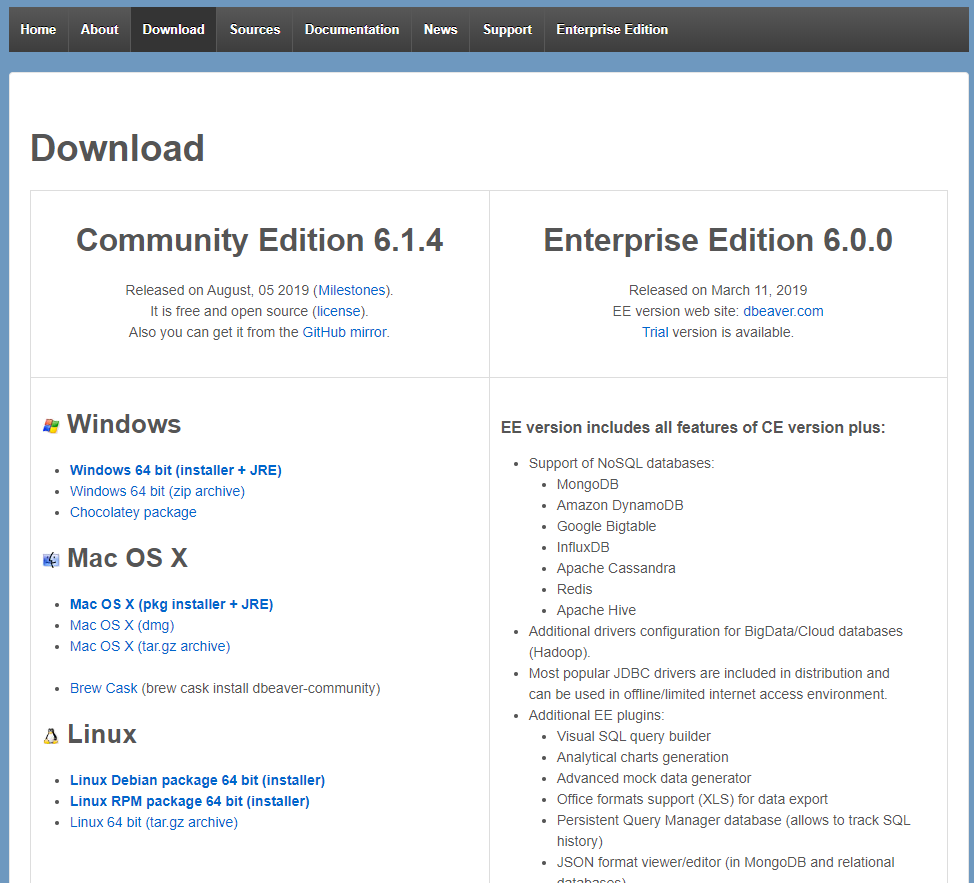 Home About Download Sources Documentation News Support Enterprise Edition
Download
Community Edition 6.1.4
Released on August, 05 2019 (Milestones).
It is free and open source (license).
Also you can get it from the GitHub mirror.
Enterprise Edition 6.0.0
Released on March 11, 2019
EE version web site: dbeaver.com
Trial version is available.
Windows
Windows 64 bit (installer + JRE)
Windows 64 bit (zip archive)
Chocolatey package
Mac OS X
Mac OS X (pkg installer + JRE)
Mac OS X (dmg)
Mac OS X (tar.gz archive)
Brew Cask (brew cask install dbeaver-community)
Linux
Linux Debian package 64 bit (installer)
Linux RPM package 64 bit (installer)
Linux 64 bit (tar.gz archive)
EE version includes all features of CE version plus:
Support of NoSQL databases:
MongoDB
Amazon DynamoDB
Google Bigtable
InfluxDB
Apache Cassandra
Redis
Apache Hive
Additional drivers configuration for BigData/Cloud databases
(Hadoop).
Most popular JDBC drivers are included in distribution and
can be used in offline/limited internet access environment.
Additional EE plugins:
Visual SQL query builder
Analytical charts generation
Advanced mock data generator
Office formats support (XLS) for data export
Persistent Query Manager database (allows to track SQL
history)
JSON format viewer/editor (in MongoDB and relational
databases)